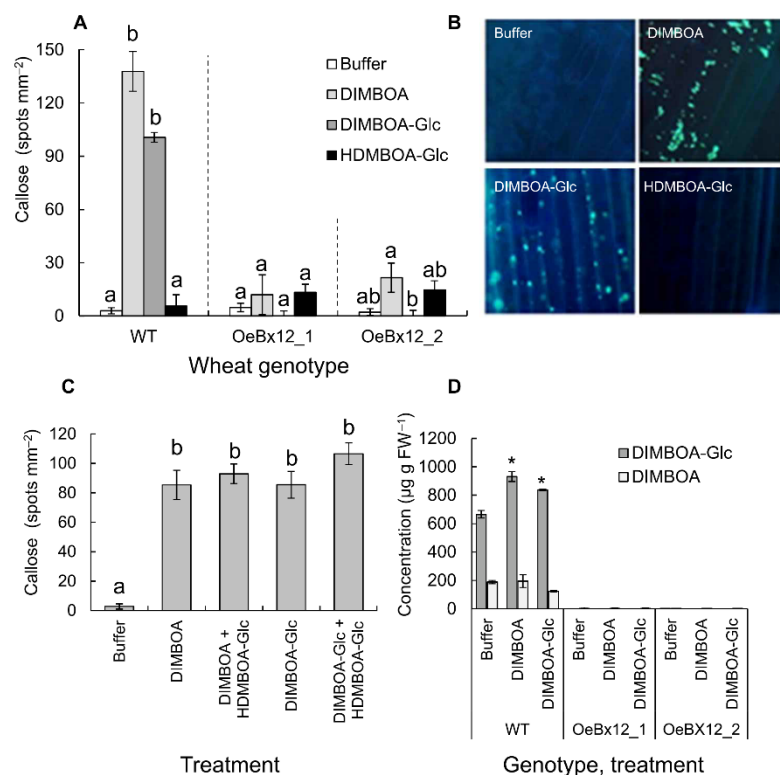 A
Callose (spots mm⁻²)
150
120
90
60
30
0
b
b
a
a
a
a
a
a
ab
a
b
ab
Buffer
DIMBOA
DIMBOA-Glc
HDMBOA-Glc
WT
OeBx12_1
OeBx12_2
Wheat genotype
B
Buffer
DIMBOA
DIMBOA-Glc
HDMBOA-Glc
C
Callose (spots mm⁻²)
120
100
80
60
40
20
0
a
b
b
b
b
Buffer
DIMBOA
DIMBOA +
HDMBOA-Glc
DIMBOA-Glc
DIMBOA-Glc +
HDMBOA-Glc
Treatment
D
Concentration (µg g FW⁻¹)
1200
1000
800
600
400
200
0
*
*
DIMBOA-Glc
DIMBOA
Buffer
DIMBOA
DIMBOA-Glc
Buffer
DIMBOA
DIMBOA-Glc
Buffer
DIMBOA
DIMBOA-Glc
WT
OeBx12_1
OeBX12_2
Genotype, treatment